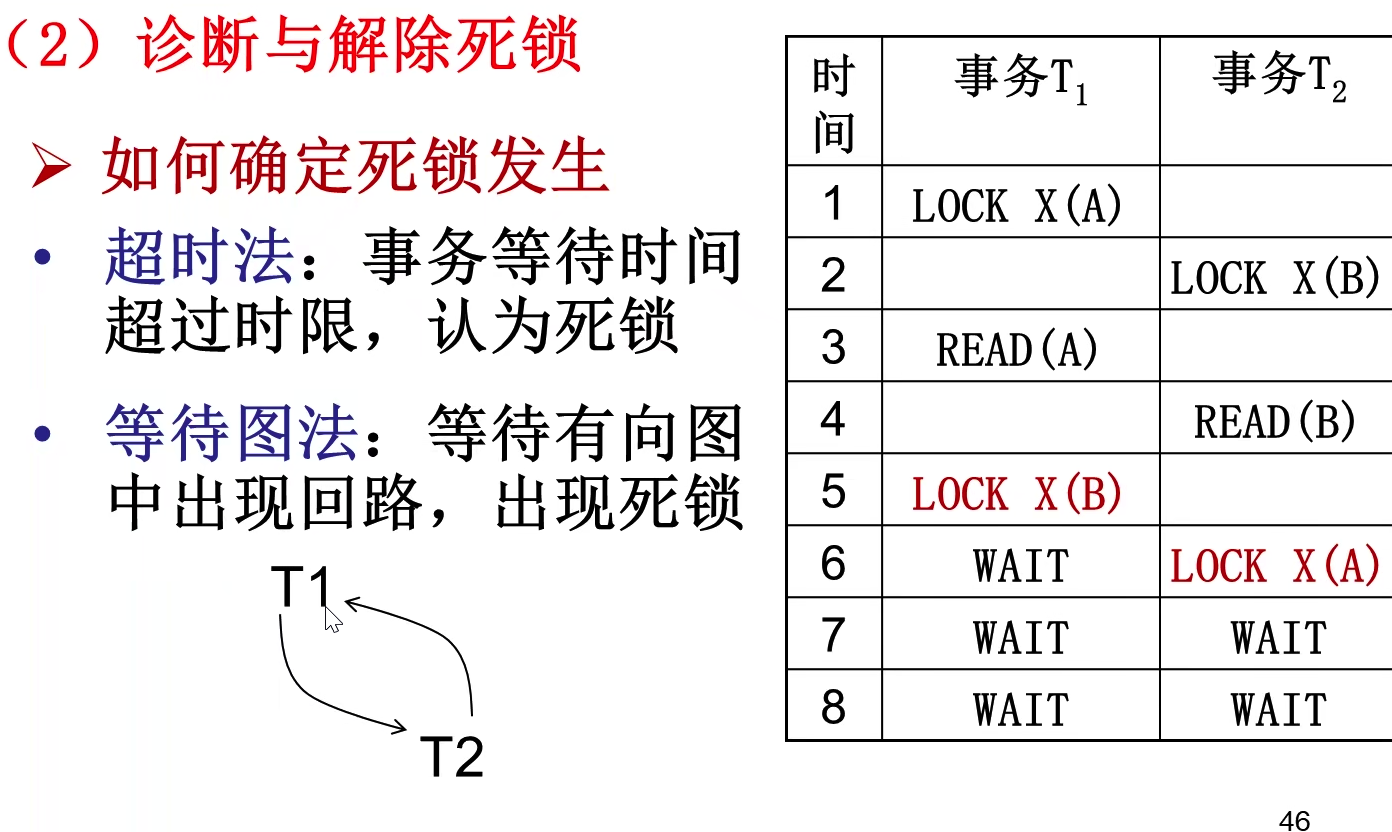 （2）诊断与解除死锁
如何确定死锁发生
• 超时法：事务等待时间
超过时限，认为死锁
• 等待图法：等待有向图
中出现回路，出现死锁
T1
T2
时间 事务T1 事务T2
1 LOCK X(A)
2 LOCK X(B)
3 READ(A)
4 READ(B)
5 LOCK X(B)
6 WAIT LOCK X(A)
7 WAIT WAIT
8 WAIT WAIT
46